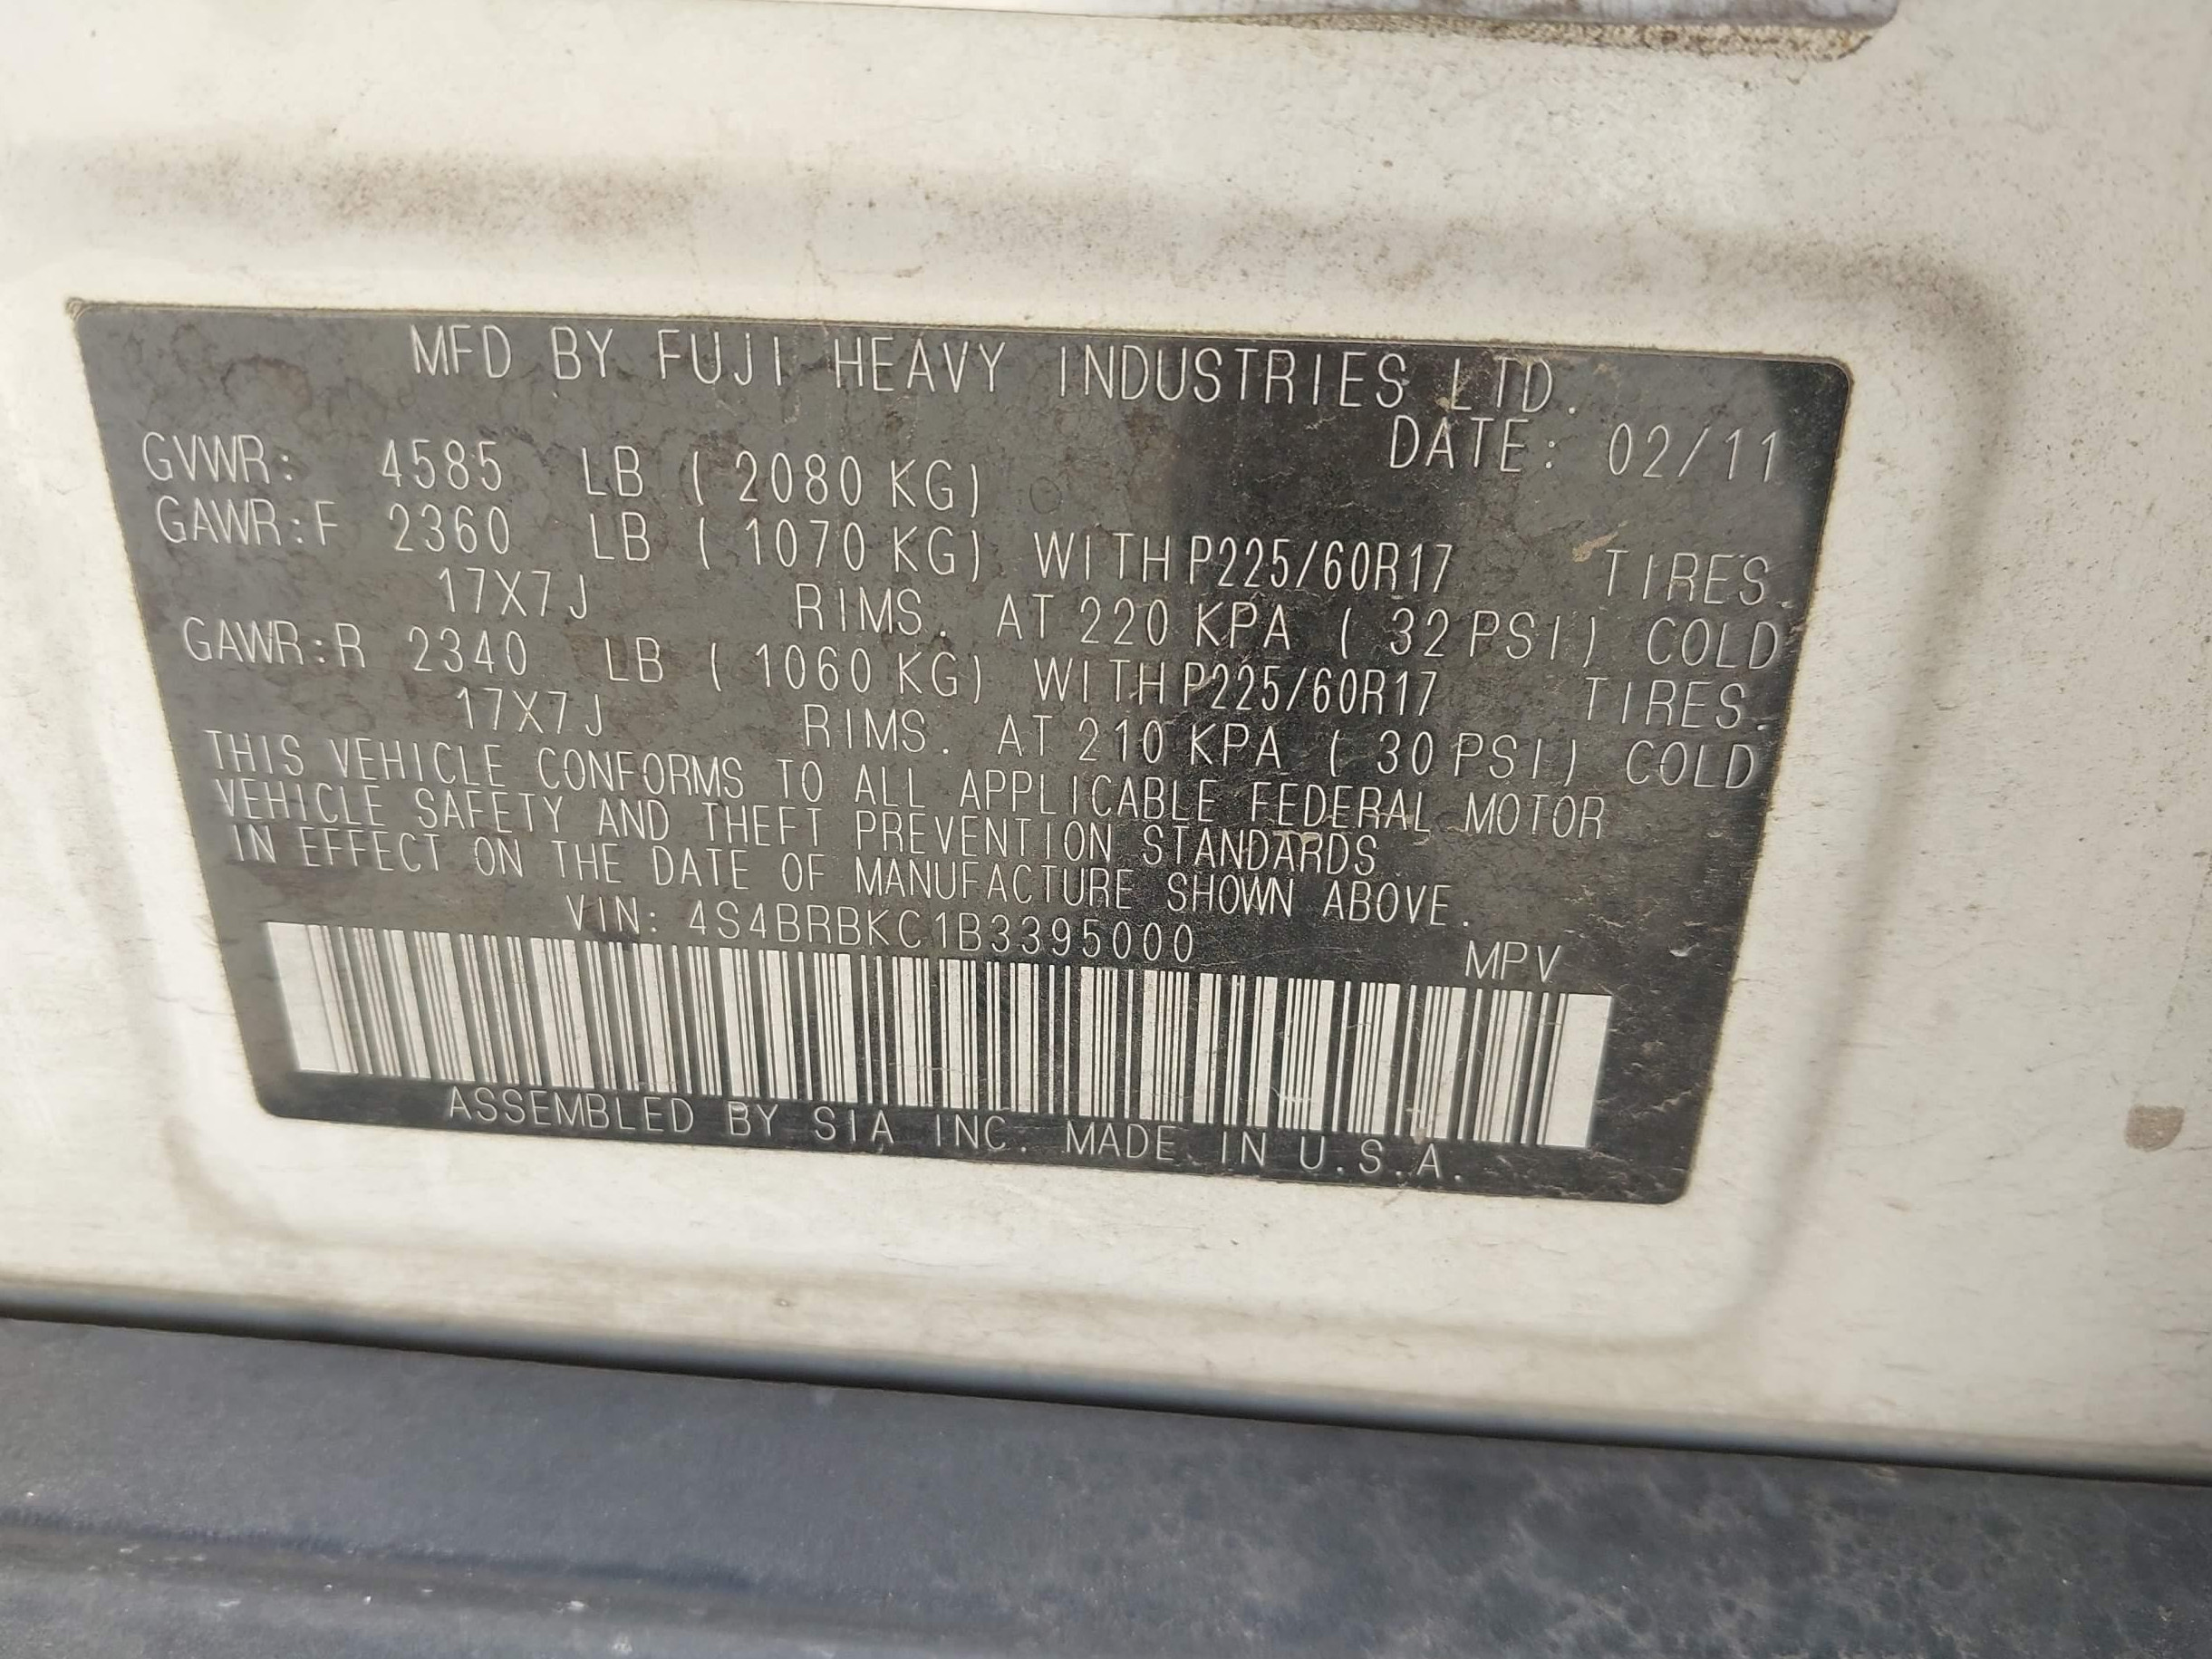 MFD BY FUJI HEAVY INDUSTRIES LTD.
DATE: 02/11
GVWR: 4585 LB ( 2080 KG)
GAWR:F 2360 LB ( 1070 KG) WITH P225/60R17 TIRES.
17X7J RIMS. AT 220 KPA ( 32 PSI) COLD
GAWR:R 2340 LB ( 1060 KG) WITH P225/60R17 TIRES.
17X7J RIMS. AT 210 KPA ( 30 PSI) COLD
THIS VEHICLE CONFORMS TO ALL APPLICABLE FEDERAL MOTOR
VEHICLE SAFETY AND THEFT PREVENTION STANDARDS
IN EFFECT ON THE DATE OF MANUFACTURE SHOWN ABOVE.
VIN: 4S4BRBKC1B3395000 MPV
ASSEMBLED BY SIA INC. MADE IN U.S.A.